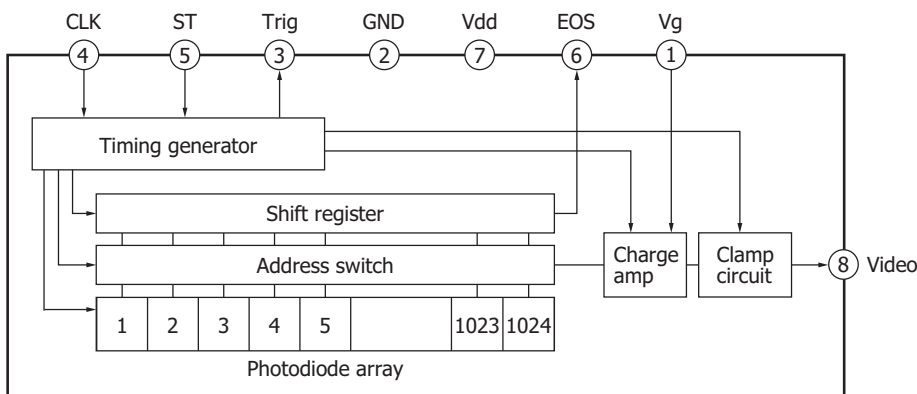 CLK ST Trig GND Vdd EOS Vg
4 5 3 2 7 6 1
Timing generator
Shift register
Address switch
Charge
amp
Clamp
circuit
8 Video
1 2 3 4 5 1023 1024
Photodiode array